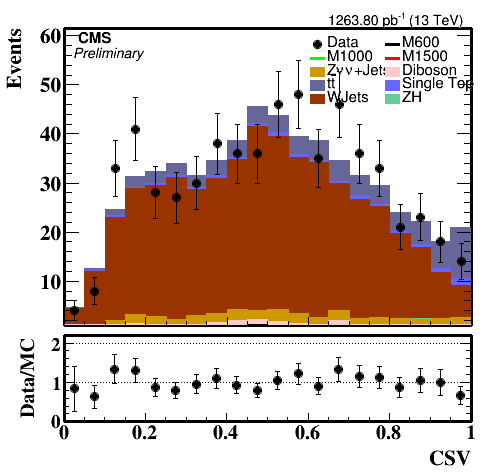 1263.80 pb⁻¹ (13 TeV)
CMS
Preliminary
Data
M600
M1000
M1500
Zνν+Jets
Diboson
tt
Single Top
WJets
ZH
Events
60
50
40
30
20
10
Data/MC
2
1
0
0 0.2 0.4 0.6 0.8 1
CSV